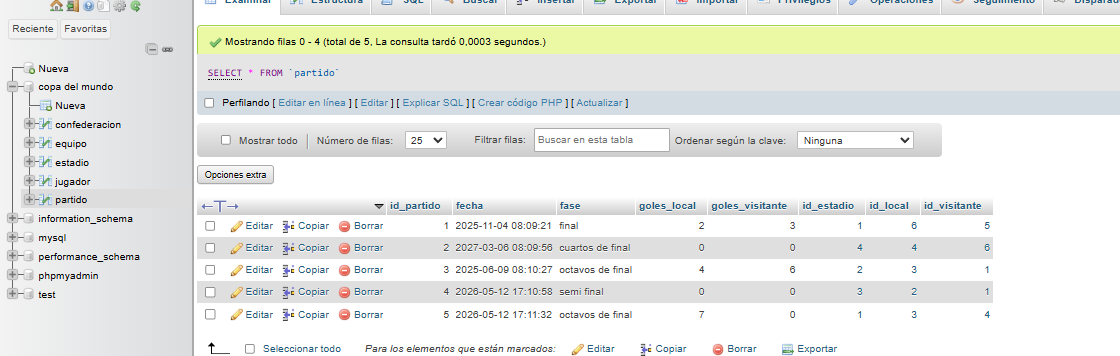 Examinar Estructura SQL Buscar Insertar Exportar Importar Privilegios Operaciones Seguimiento
Reciente Favoritas
Nueva
copa del mundo
Nueva
confederacion
equipo
estadio
jugador
partido
information_schema
mysql
performance_schema
phpmyadmin
test
Mostrando filas 0 - 4 (total de 5, La consulta tardó 0,0003 segundos.)
SELECT * FROM `partido`
Perfilando [ Editar en línea ] [ Editar ] [ Explicar SQL ] [ Crear código PHP ] [ Actualizar ]
Mostrar todo Número de filas: 25 Filtrar filas: Buscar en esta tabla Ordenar según la clave: Ninguna
Opciones extra
←T→ id_partido fecha fase goles_local goles_visitante id_estadio id_local id_visitante
Editar Copiar Borrar 1 2025-11-04 08:09:21 final 2 3 1 6 5
Editar Copiar Borrar 2 2027-03-06 08:09:56 cuartos de final 0 0 4 4 6
Editar Copiar Borrar 3 2025-06-09 08:10:27 octavos de final 4 6 2 3 1
Editar Copiar Borrar 4 2026-05-12 17:10:58 semi final 0 0 3 2 1
Editar Copiar Borrar 5 2026-05-12 17:11:32 octavos de final 7 0 1 3 4
Seleccionar todo Para los elementos que están marcados: Editar Copiar Borrar Exportar